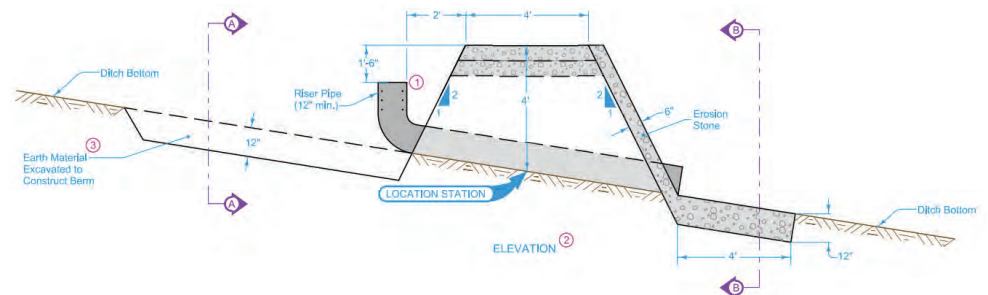 2'
4'
A
B
1'-6"
Ditch Bottom
1
Riser Pipe
(12" min.)
2
1
4'
2
1
6"
Erosion
Stone
3
Earth Material
Excavated to
Construct Berm
12"
LOCATION STATION
A
Ditch Bottom
ELEVATION 2
4'
12"
B